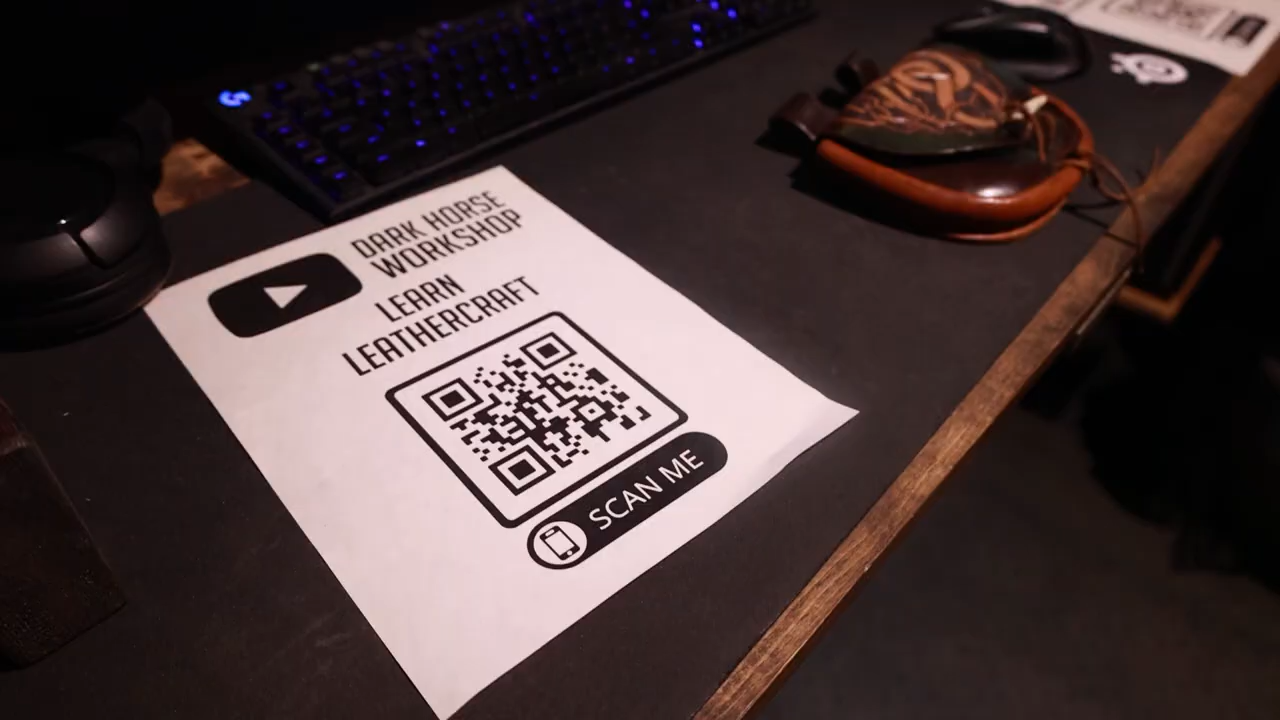 DARK HORSE
WORKSHOP
LEARN
LEATHERCRAFT
SCAN ME